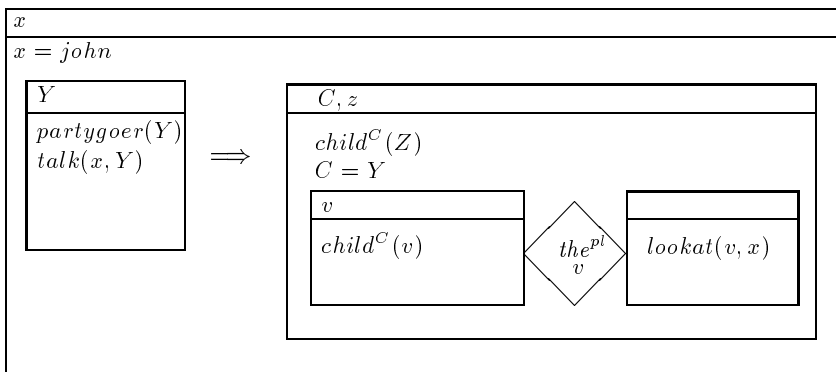 x
x = john
Y
partygoer(Y)
talk(x, Y)
⟹
C, z
child^C(Z)
C = Y
v
child^C(v)
the^pl
v
lookat(v, x)